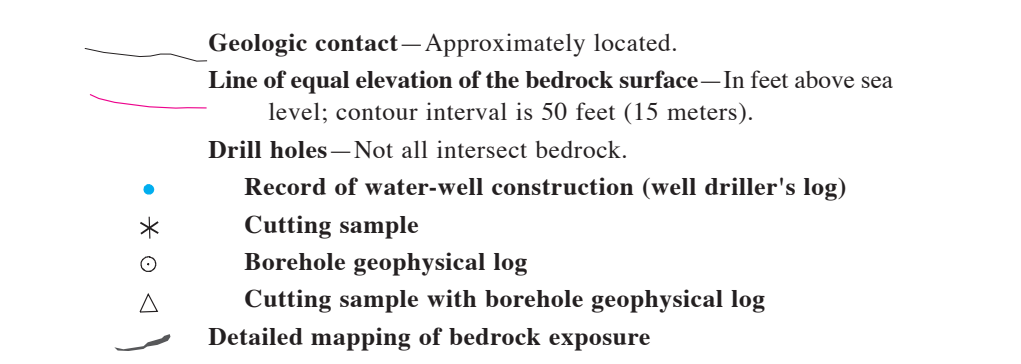 Geologic contact—Approximately located.
Line of equal elevation of the bedrock surface—In feet above sea
level; contour interval is 50 feet (15 meters).
Drill holes—Not all intersect bedrock.
Record of water-well construction (well driller's log)
Cutting sample
Borehole geophysical log
Cutting sample with borehole geophysical log
Detailed mapping of bedrock exposure